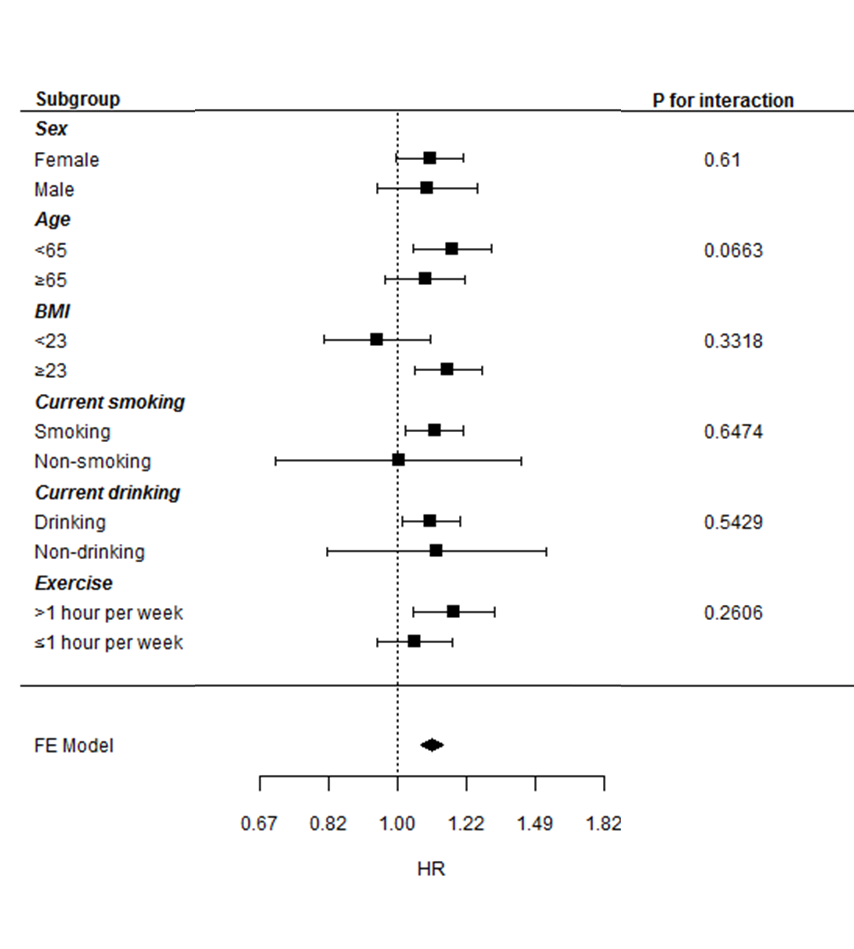 Subgroup P for interaction
Sex
Female 0.61
Male
Age
<65 0.0663
≥65
BMI
<23 0.3318
≥23
Current smoking
Smoking 0.6474
Non-smoking
Current drinking
Drinking 0.5429
Non-drinking
Exercise
>1 hour per week 0.2606
≤1 hour per week
FE Model
0.67 0.82 1.00 1.22 1.49 1.82
HR